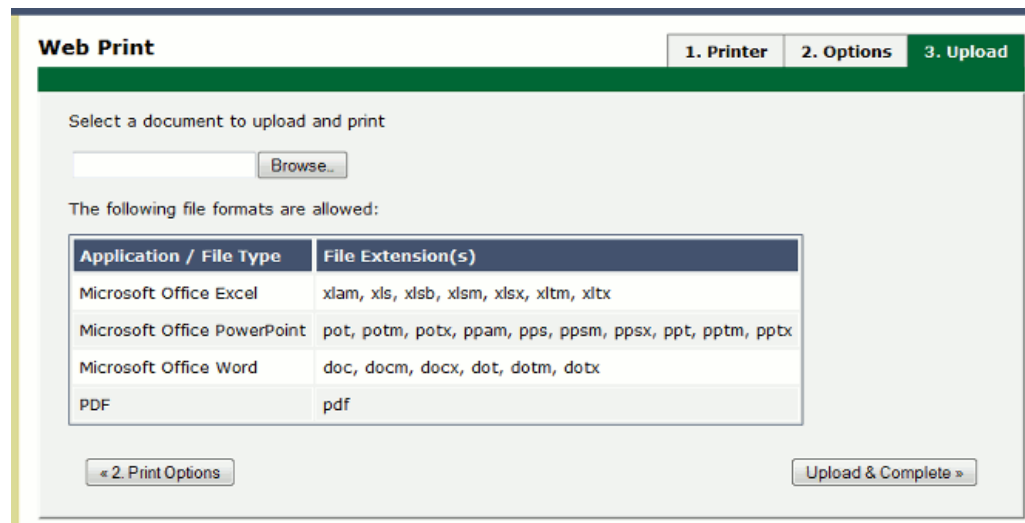 Web Print
1. Printer
2. Options
3. Upload
Select a document to upload and print
Browse..
The following file formats are allowed:
Application / File Type File Extension(s)
Microsoft Office Excel xlam, xls, xlsb, xlsm, xlsx, xltm, xltx
Microsoft Office PowerPoint pot, potm, potx, ppam, pps, ppsm, ppsx, ppt, pptm, pptx
Microsoft Office Word doc, docm, docx, dot, dotm, dotx
PDF pdf
« 2. Print Options
Upload & Complete »